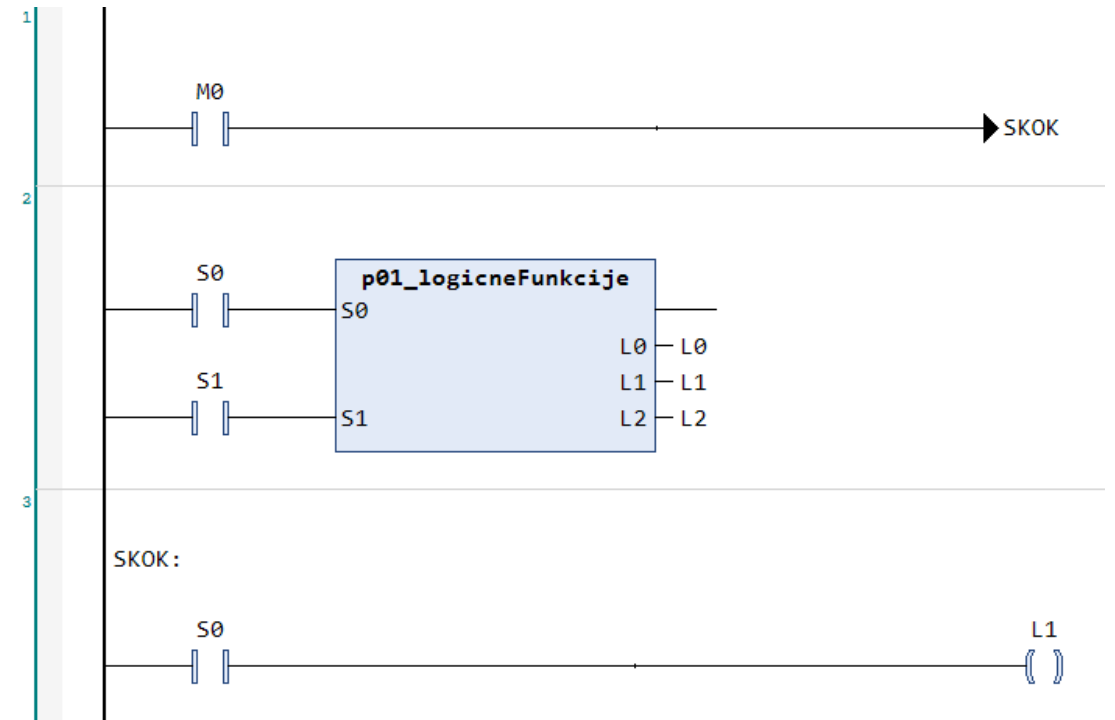 1
M0
SKOK
2
S0
p01_logicneFunkcije
S0
L0 L0
S1
L1 L1
S1
L2 L2
3
SKOK:
S0
L1